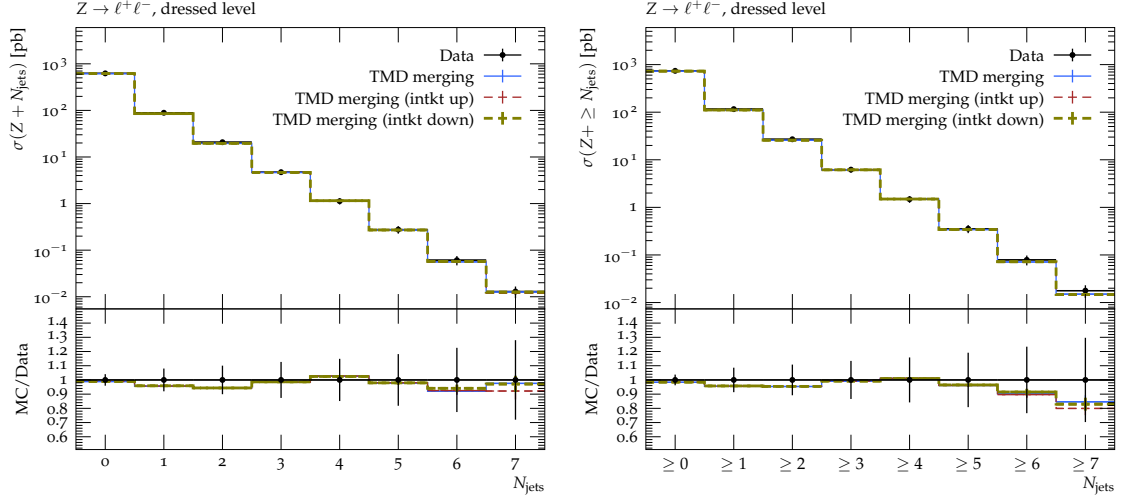 Z → ℓ⁺ℓ⁻, dressed level
σ(Z + N_jets) [pb]
10³
10²
10¹
1
10⁻¹
10⁻²
Data
TMD merging
TMD merging (intkt up)
TMD merging (intkt down)
MC/Data
1.4
1.3
1.2
1.1
1
0.9
0.8
0.7
0.6
0 1 2 3 4 5 6 7
N_jets
Z → ℓ⁺ℓ⁻, dressed level
σ(Z+ ≥ N_jets) [pb]
10³
10²
10¹
1
10⁻¹
10⁻²
Data
TMD merging
TMD merging (intkt up)
TMD merging (intkt down)
MC/Data
1.4
1.3
1.2
1.1
1
0.9
0.8
0.7
0.6
≥ 0 ≥ 1 ≥ 2 ≥ 3 ≥ 4 ≥ 5 ≥ 6 ≥ 7
N_jets